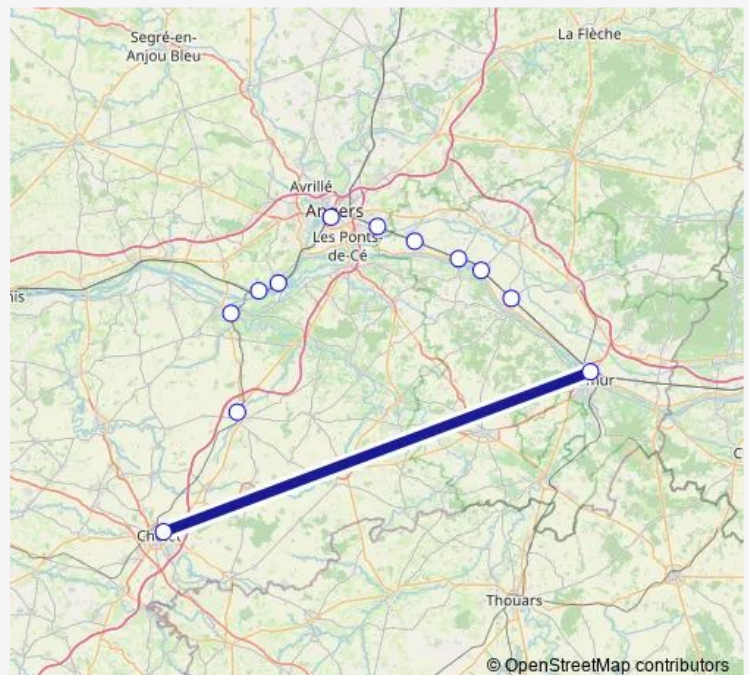 Segré-en-
Anjou Bleu
La Flèche
Avrillé
Les Ponts-
de-Cé
Thouars
© OpenStreetMap contributors